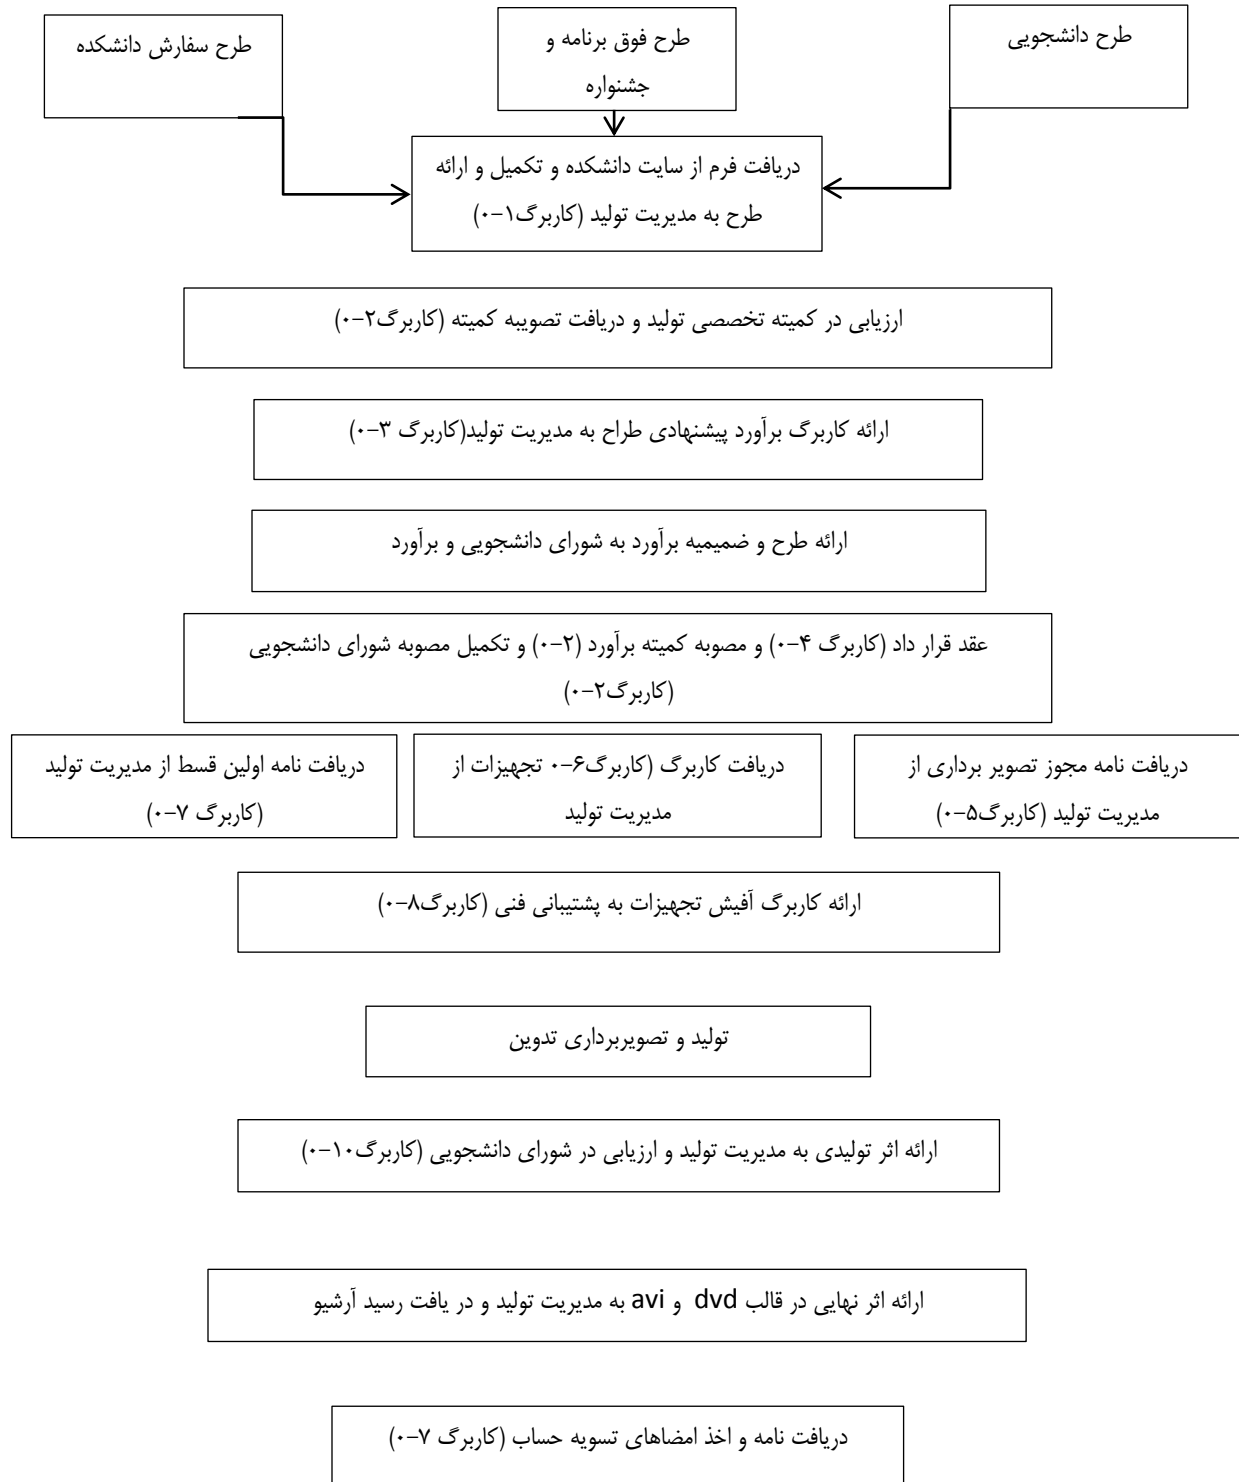 طرح دانشجویی
طرح فوق برنامه و
جشنواره
طرح سفارش دانشکده
دریافت فرم از سایت دانشکده و تکمیل و ارائه
طرح به مدیریت تولید (کاربرگ۱-۰)
ارزیابی در کمیته تخصصی تولید و دریافت تصویبه کمیته (کاربرگ۲-۰)
ارائه کاربرگ برآورد پیشنهادی طراح به مدیریت تولید(کاربرگ ۳-۰)
ارائه طرح و ضمیمیه برآورد به شورای دانشجویی و برآورد
عقد قرار داد (کاربرگ ۴-۰) و مصوبه کمیته برآورد (۲-۰) و تکمیل مصوبه شورای دانشجویی
(کاربرگ۲-۰)
دریافت نامه مجوز تصویر برداری از
مدیریت تولید (کاربرگ۵-۰)
دریافت کاربرگ (کاربرگ۶-۰ تجهیزات از
مدیریت تولید
دریافت نامه اولین قسط از مدیریت تولید
(کاربرگ ۷-۰)
ارائه کاربرگ آفیش تجهیزات به پشتیبانی فنی (کاربرگ۸-۰)
تولید و تصویربرداری تدوین
ارائه اثر تولیدی به مدیریت تولید و ارزیابی در شورای دانشجویی (کاربرگ۱۰-۰)
ارائه اثر نهایی در قالب dvd و avi به مدیریت تولید و در یافت رسید آرشیو
دریافت نامه و اخذ امضاهای تسویه حساب (کاربرگ ۷-۰)